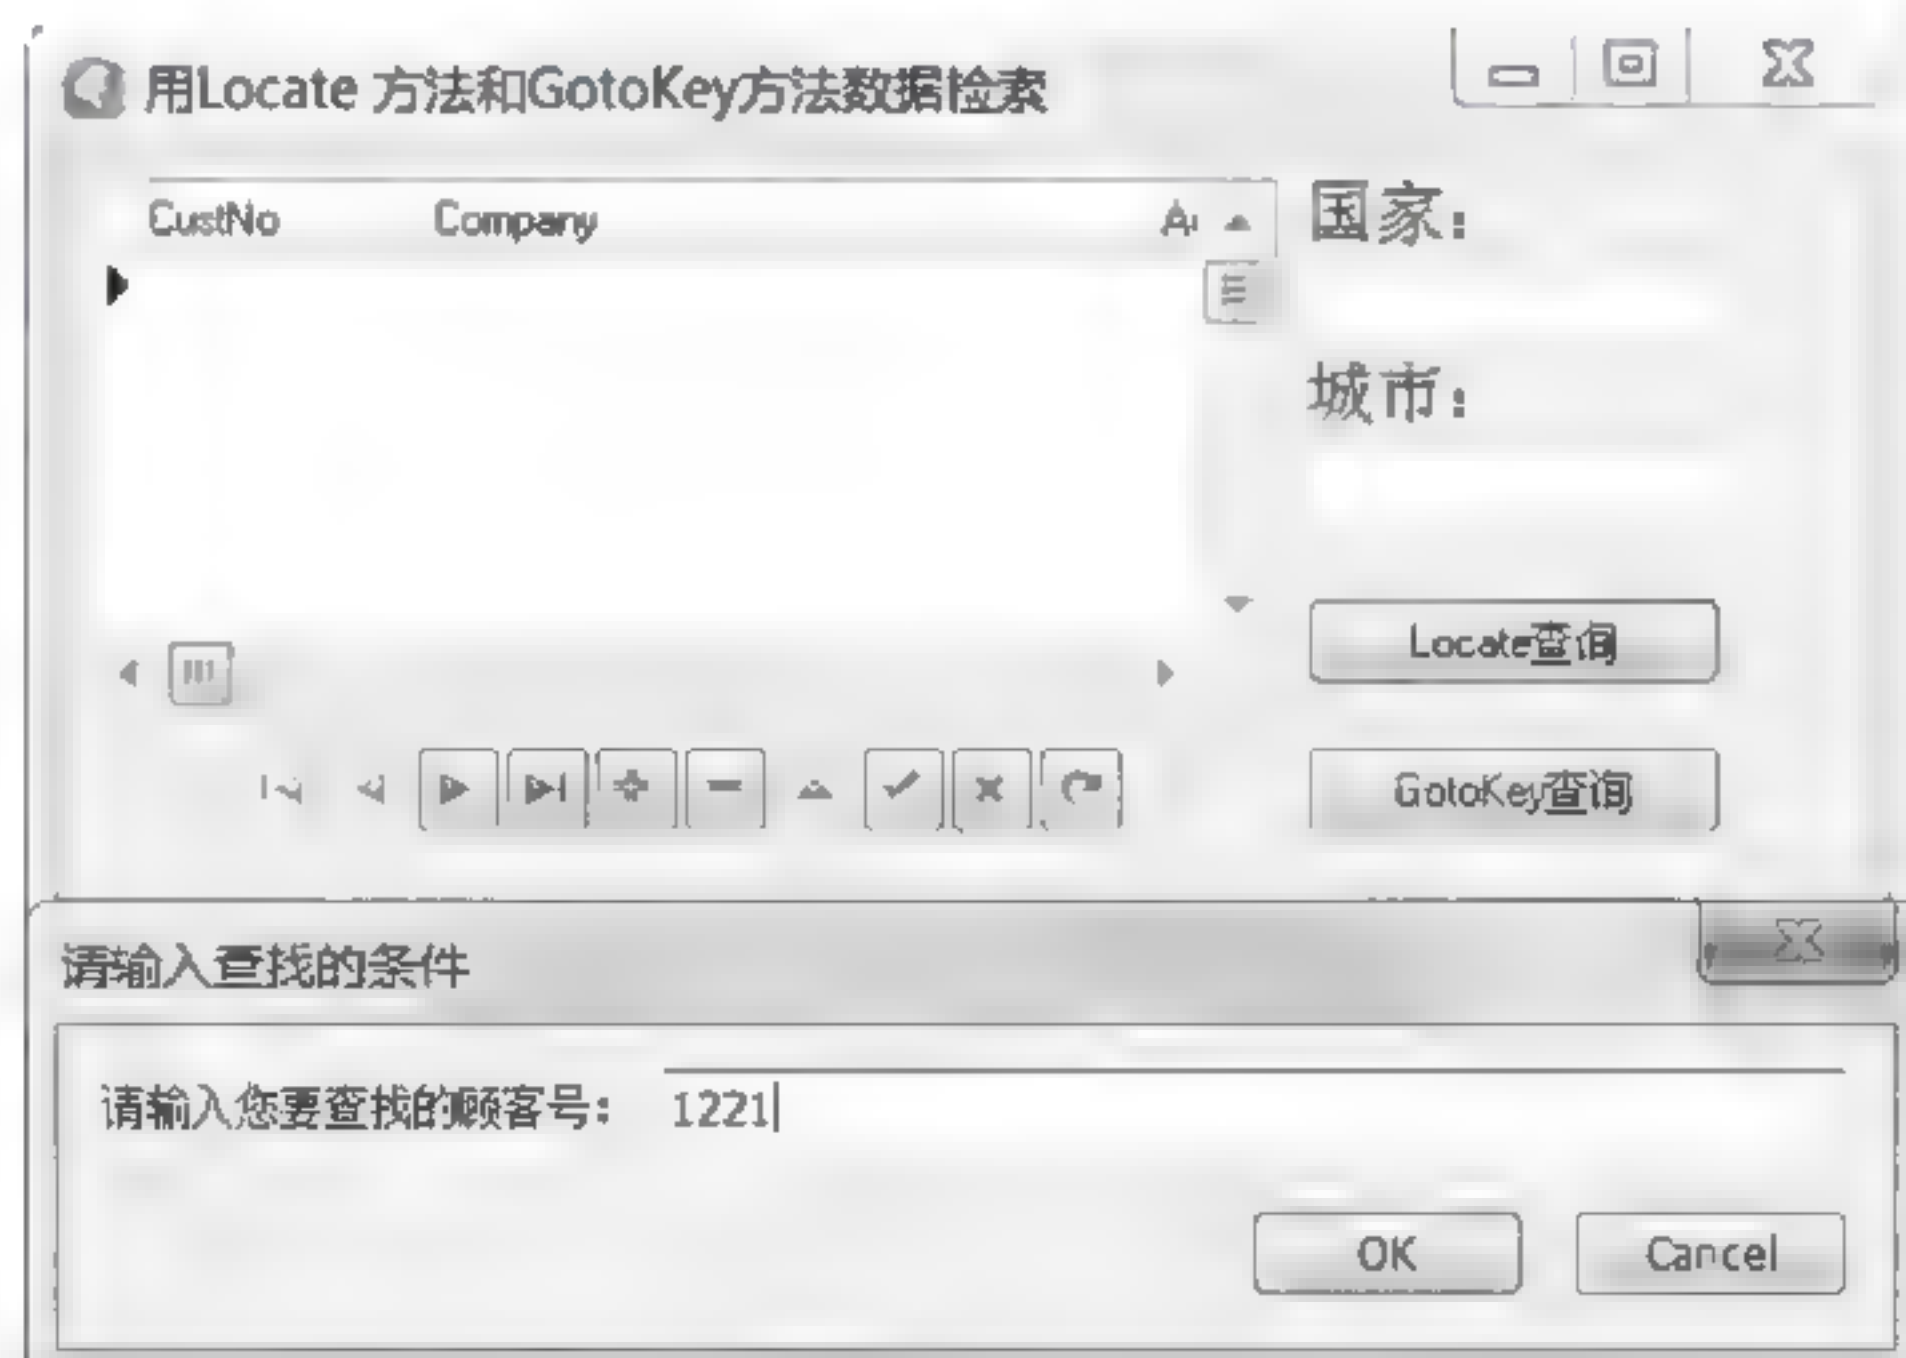 用Locate 方法和GotoKey方法数据检索
CustNo Company
国家：
城市：
Locate查询
GotoKey查询
请输入查找的条件
请输入您要查找的顾客号： 1221
OK Cancel